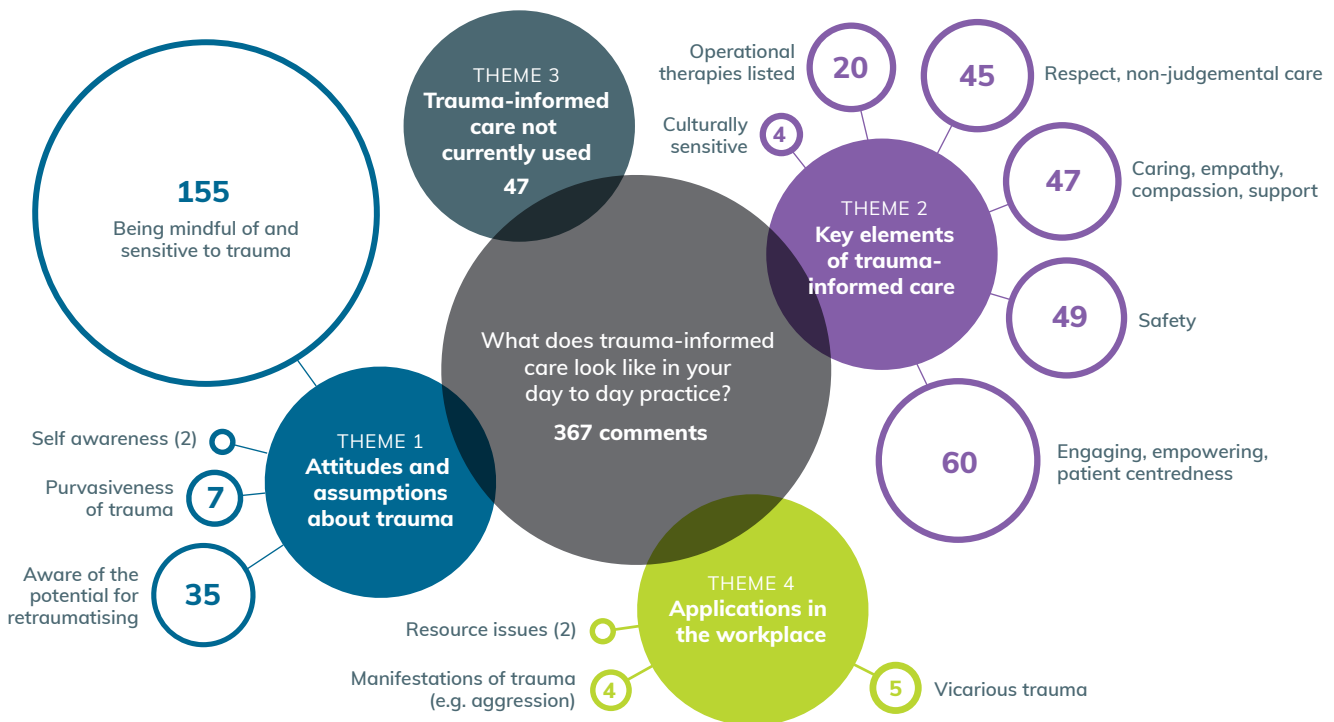 THEME 3
Trauma-informed
care not
currently used
47
155
Being mindful of and
sensitive to trauma
Operational
therapies listed
20
45
Respect, non-judgemental care
Culturally
sensitive
4
47
Caring, empathy,
compassion, support
THEME 2
Key elements
of trauma-
informed care
49
Safety
60
Engaging, empowering,
patient centredness
What does trauma-informed
care look like in your
day to day practice?
367 comments
THEME 1
Attitudes and
assumptions
about trauma
Self awareness (2)
Purvasiveness
of trauma
7
Aware of the
potential for
retraumatising
35
THEME 4
Applications in
the workplace
Resource issues (2)
Manifestations of trauma
(e.g. aggression)
4
5
Vicarious trauma